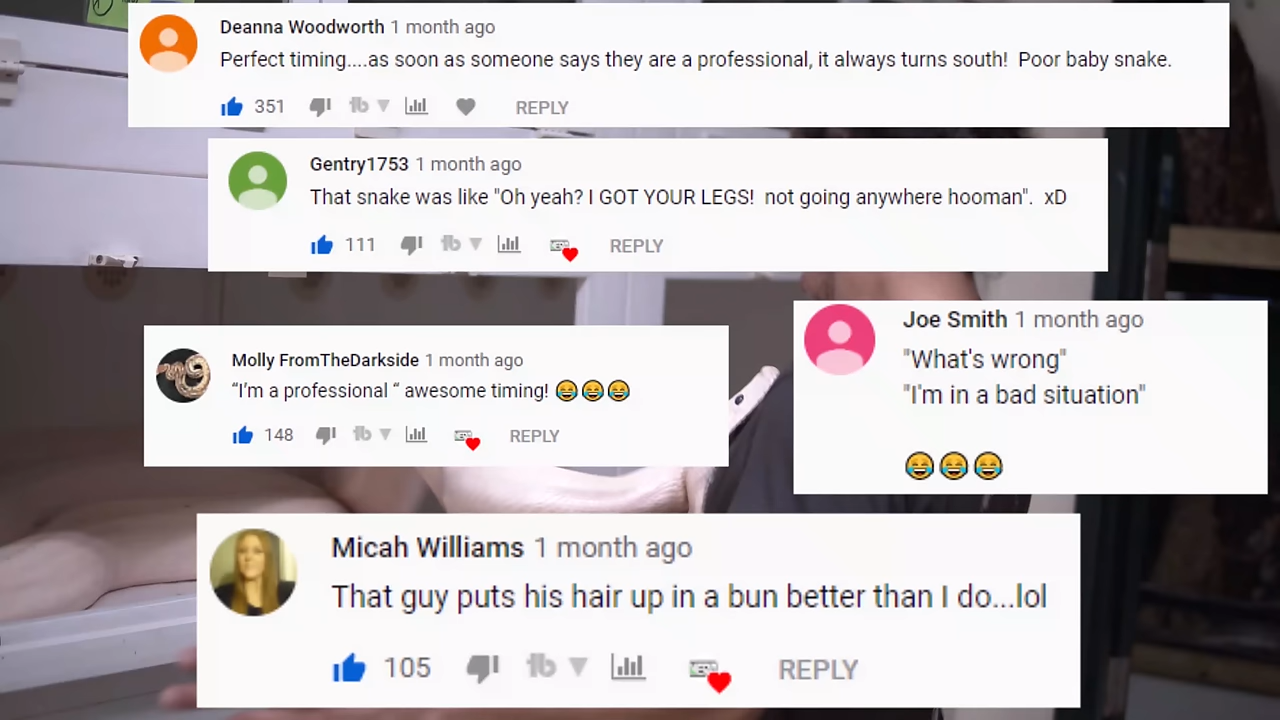 Deanna Woodworth 1 month ago
Perfect timing....as soon as someone says they are a professional, it always turns south! Poor baby snake.
351 REPLY
Gentry1753 1 month ago
That snake was like "Oh yeah? I GOT YOUR LEGS! not going anywhere hooman". xD
111 REPLY
Molly FromTheDarkside 1 month ago
“I’m a professional “ awesome timing! 😂😂😂
148 REPLY
Joe Smith 1 month ago
"What's wrong"
"I'm in a bad situation"
😂😂😂
Micah Williams 1 month ago
That guy puts his hair up in a bun better than I do...lol
105 REPLY